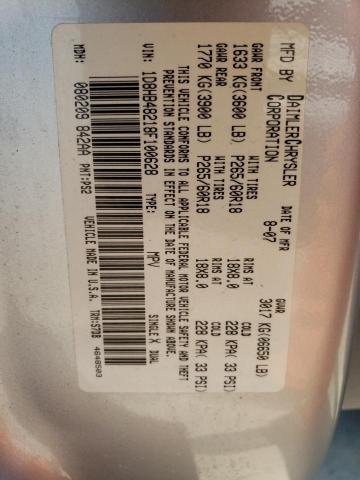 MFD BY DAIMLERCHRYSLER CORPORATION DATE OF MFR 8-07 GVWR 3017 KG(06650 LB)
GAWR FRONT WITH TIRES RIMS AT COLD
1633 KG(3600 LB) P265/60R18 18X8.0 228 KPA( 33 PSI)
GAWR REAR WITH TIRES RIMS AT COLD
1770 KG(3900 LB) P265/60R18 18X8.0 228 KPA( 33 PSI)
THIS VEHICLE CONFORMS TO ALL APPLICABLE FEDERAL MOTOR VEHICLE SAFETY AND THEFT
PREVENTION STANDARDS IN EFFECT ON THE DATE OF MANUFACTURE SHOWN ABOVE.
VIN: 1D8HB48218F100628 TYPE: MPV SINGLE X DUAL
MDH: 080209 842AA PNT:PS2 VEHICLE MADE IN U.S.A. TRM:S7DB 4648503